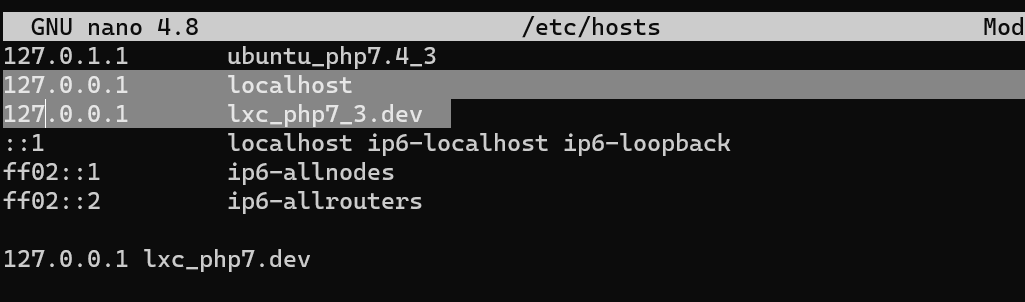 GNU nano 4.8 /etc/hosts Mod
127.0.1.1 ubuntu_php7.4_3
127.0.0.1 localhost
127.0.0.1 lxc_php7_3.dev
::1 localhost ip6-localhost ip6-loopback
ff02::1 ip6-allnodes
ff02::2 ip6-allrouters
127.0.0.1 lxc_php7.dev